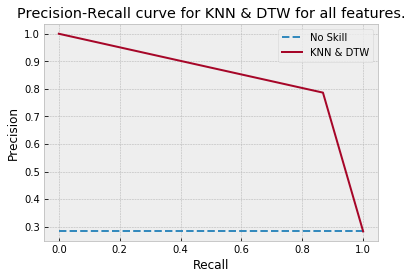 Precision-Recall curve for KNN & DTW for all features.
No Skill
KNN & DTW
Precision
1.0
0.9
0.8
0.7
0.6
0.5
0.4
0.3
0.0 0.2 0.4 0.6 0.8 1.0
Recall